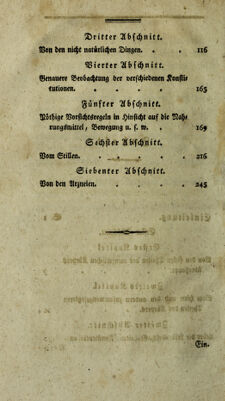 Dritter Abschnitt.
Von den nicht natürlichen Dingen. . . 116
Vierter Abschnitt.
Genauere Beobachtung der verschiedenen Konsti=
tutionen. . . . . . 165
Fünfter Abschnitt.
Nöthige Vorsichtsregeln in Hinsicht auf die Nah=
rungsmittel, Bewegung u. s. w. . . 169
Sechster Abschnitt.
Vom Stillen. . . . . . 216
Siebenter Abschnitt.
Von den Arzneien. . . . . 245
Ein.